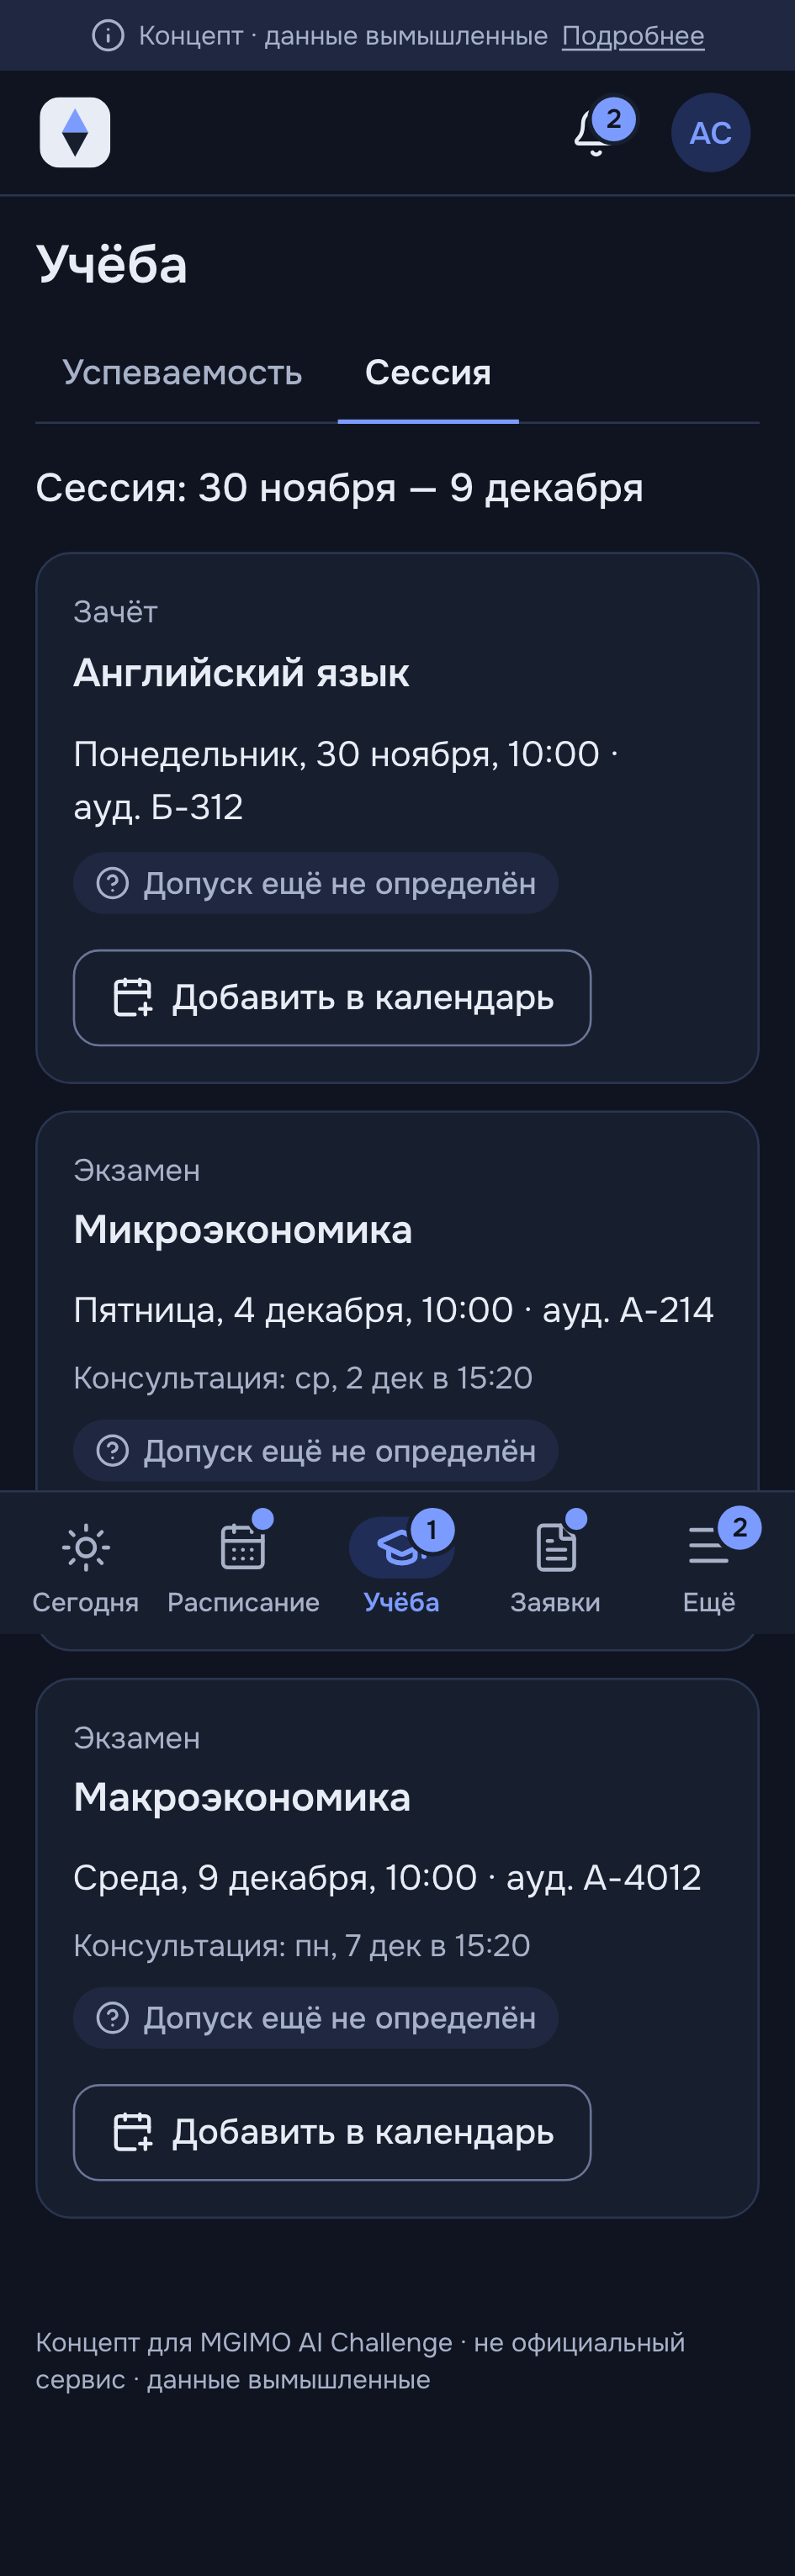 Концепт · данные вымышленные Подробнее
2
АС
Учёба
Успеваемость Сессия
Сессия: 30 ноября — 9 декабря
Зачёт
Английский язык
Понедельник, 30 ноября, 10:00 ·
ауд. Б-312
Допуск ещё не определён
Добавить в календарь
Экзамен
Микроэкономика
Пятница, 4 декабря, 10:00 · ауд. А-214
Консультация: ср, 2 дек в 15:20
Допуск ещё не определён
1
2
Сегодня Расписание Учёба Заявки Ещё
Экзамен
Макроэкономика
Среда, 9 декабря, 10:00 · ауд. А-4012
Консультация: пн, 7 дек в 15:20
Допуск ещё не определён
Добавить в календарь
Концепт для MGIMO AI Challenge · не официальный
сервис · данные вымышленные